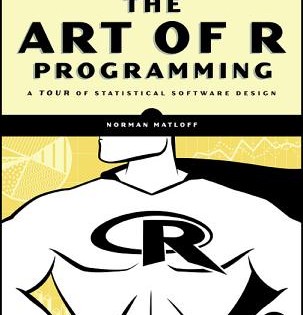 THE
ART OF R
PROGRAMMING
A TOUR OF STATISTICAL SOFTWARE DESIGN
NORMAN MATLOFF
R